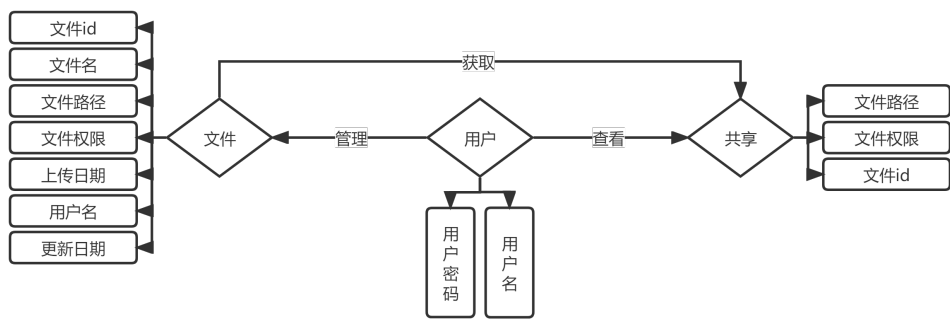 文件id
文件名
文件路径
文件权限
上传日期
用户名
更新日期
文件
获取
管理
用户
查看
共享
文件路径
文件权限
文件id
用户密码
用户名